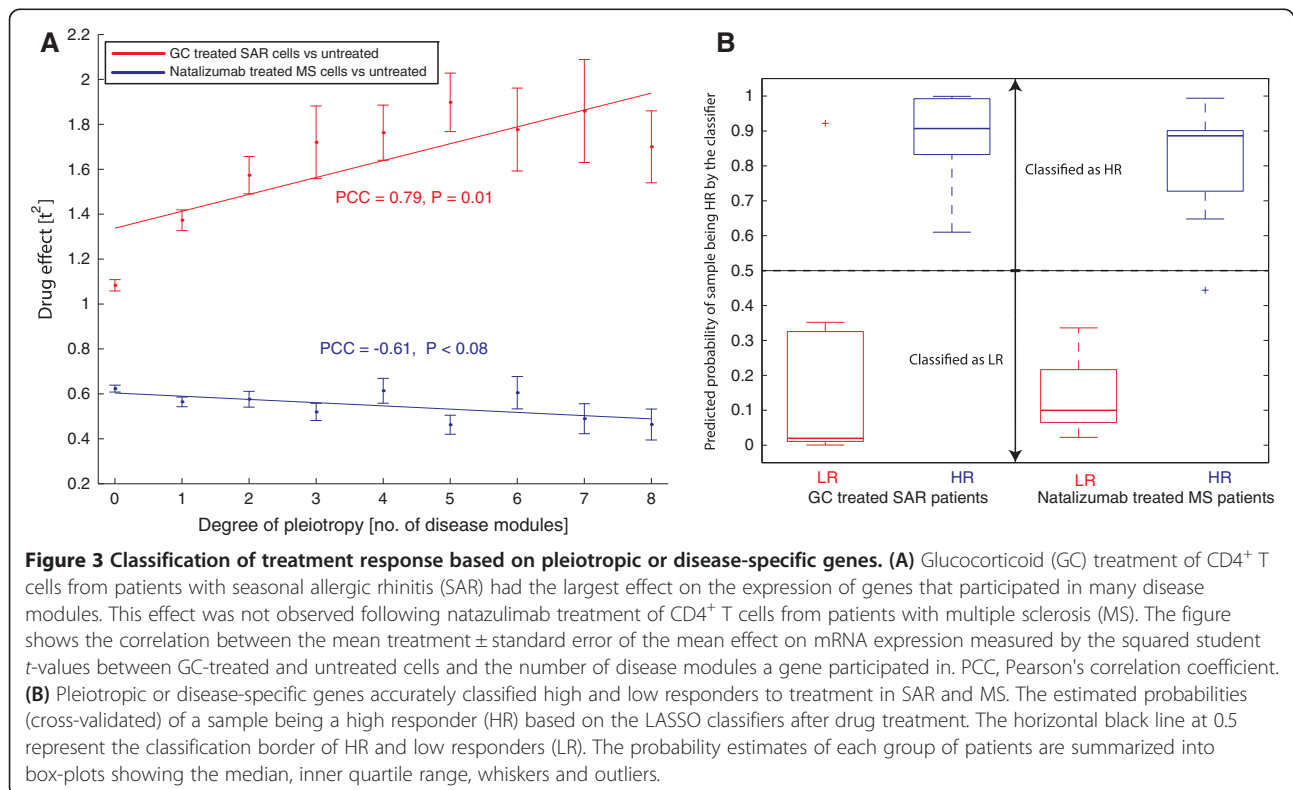 A
GC treated SAR cells vs untreated
Natalizumab treated MS cells vs untreated
2.2
2
1.8
1.6
1.4
1.2
1
0.8
0.6
0.4
0.2
Drug effect [t²]
PCC = 0.79, P = 0.01
PCC = -0.61, P < 0.08
0 1 2 3 4 5 6 7 8
Degree of pleiotropy [no. of disease modules]
B
Predicted probability of sample being HR by the classifier
1
0.9
0.8
0.7
0.6
0.5
0.4
0.3
0.2
0.1
0
Classified as HR
Classified as LR
LR HR LR HR
GC treated SAR patients Natalizumab treated MS patients
Figure 3 Classification of treatment response based on pleiotropic or disease-specific genes. (A) Glucocorticoid (GC) treatment of CD4⁺ T
cells from patients with seasonal allergic rhinitis (SAR) had the largest effect on the expression of genes that participated in many disease
modules. This effect was not observed following natazulimab treatment of CD4⁺ T cells from patients with multiple sclerosis (MS). The figure
shows the correlation between the mean treatment ± standard error of the mean effect on mRNA expression measured by the squared student
t-values between GC-treated and untreated cells and the number of disease modules a gene participated in. PCC, Pearson's correlation coefficient.
(B) Pleiotropic or disease-specific genes accurately classified high and low responders to treatment in SAR and MS. The estimated probabilities
(cross-validated) of a sample being a high responder (HR) based on the LASSO classifiers after drug treatment. The horizontal black line at 0.5
represent the classification border of HR and low responders (LR). The probability estimates of each group of patients are summarized into
box-plots showing the median, inner quartile range, whiskers and outliers.